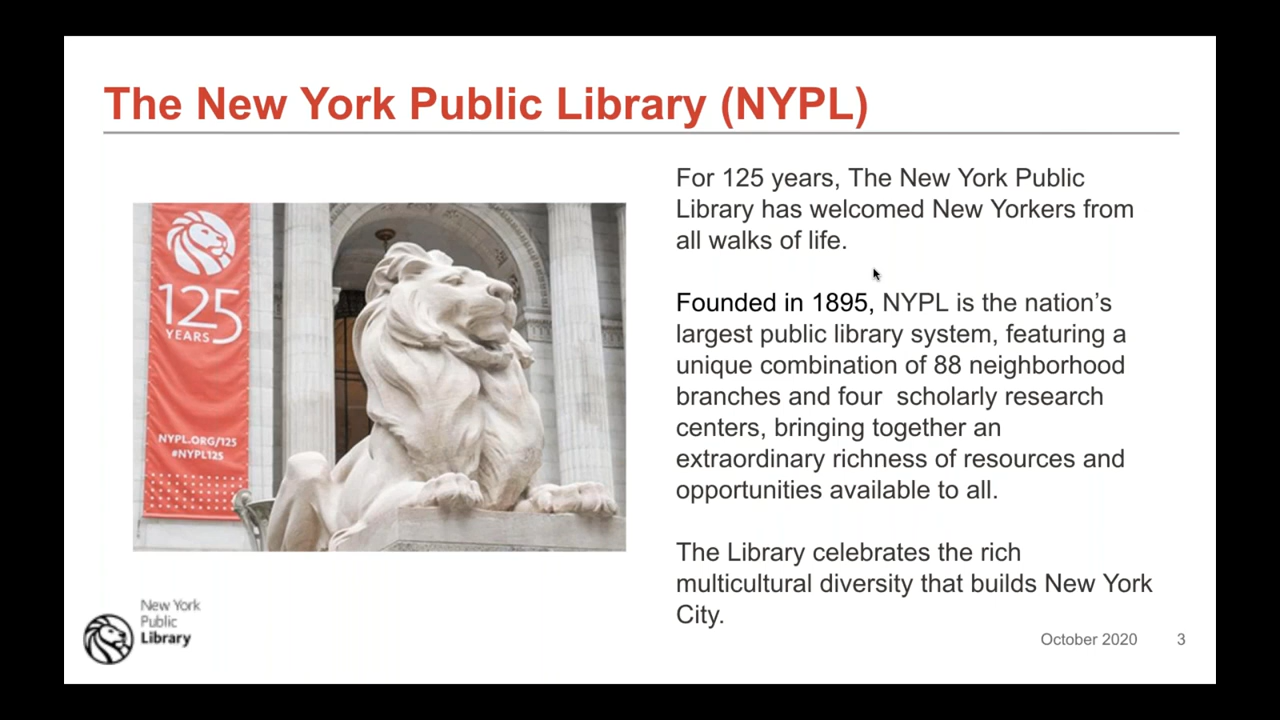 The New York Public Library (NYPL)
125
YEARS
NYPL.ORG/125
#NYPL125
For 125 years, The New York Public
Library has welcomed New Yorkers from
all walks of life.
Founded in 1895, NYPL is the nation’s
largest public library system, featuring a
unique combination of 88 neighborhood
branches and four  scholarly research
centers, bringing together an
extraordinary richness of resources and
opportunities available to all.
The Library celebrates the rich
multicultural diversity that builds New York
City.
New York
Public
Library
October 2020
3